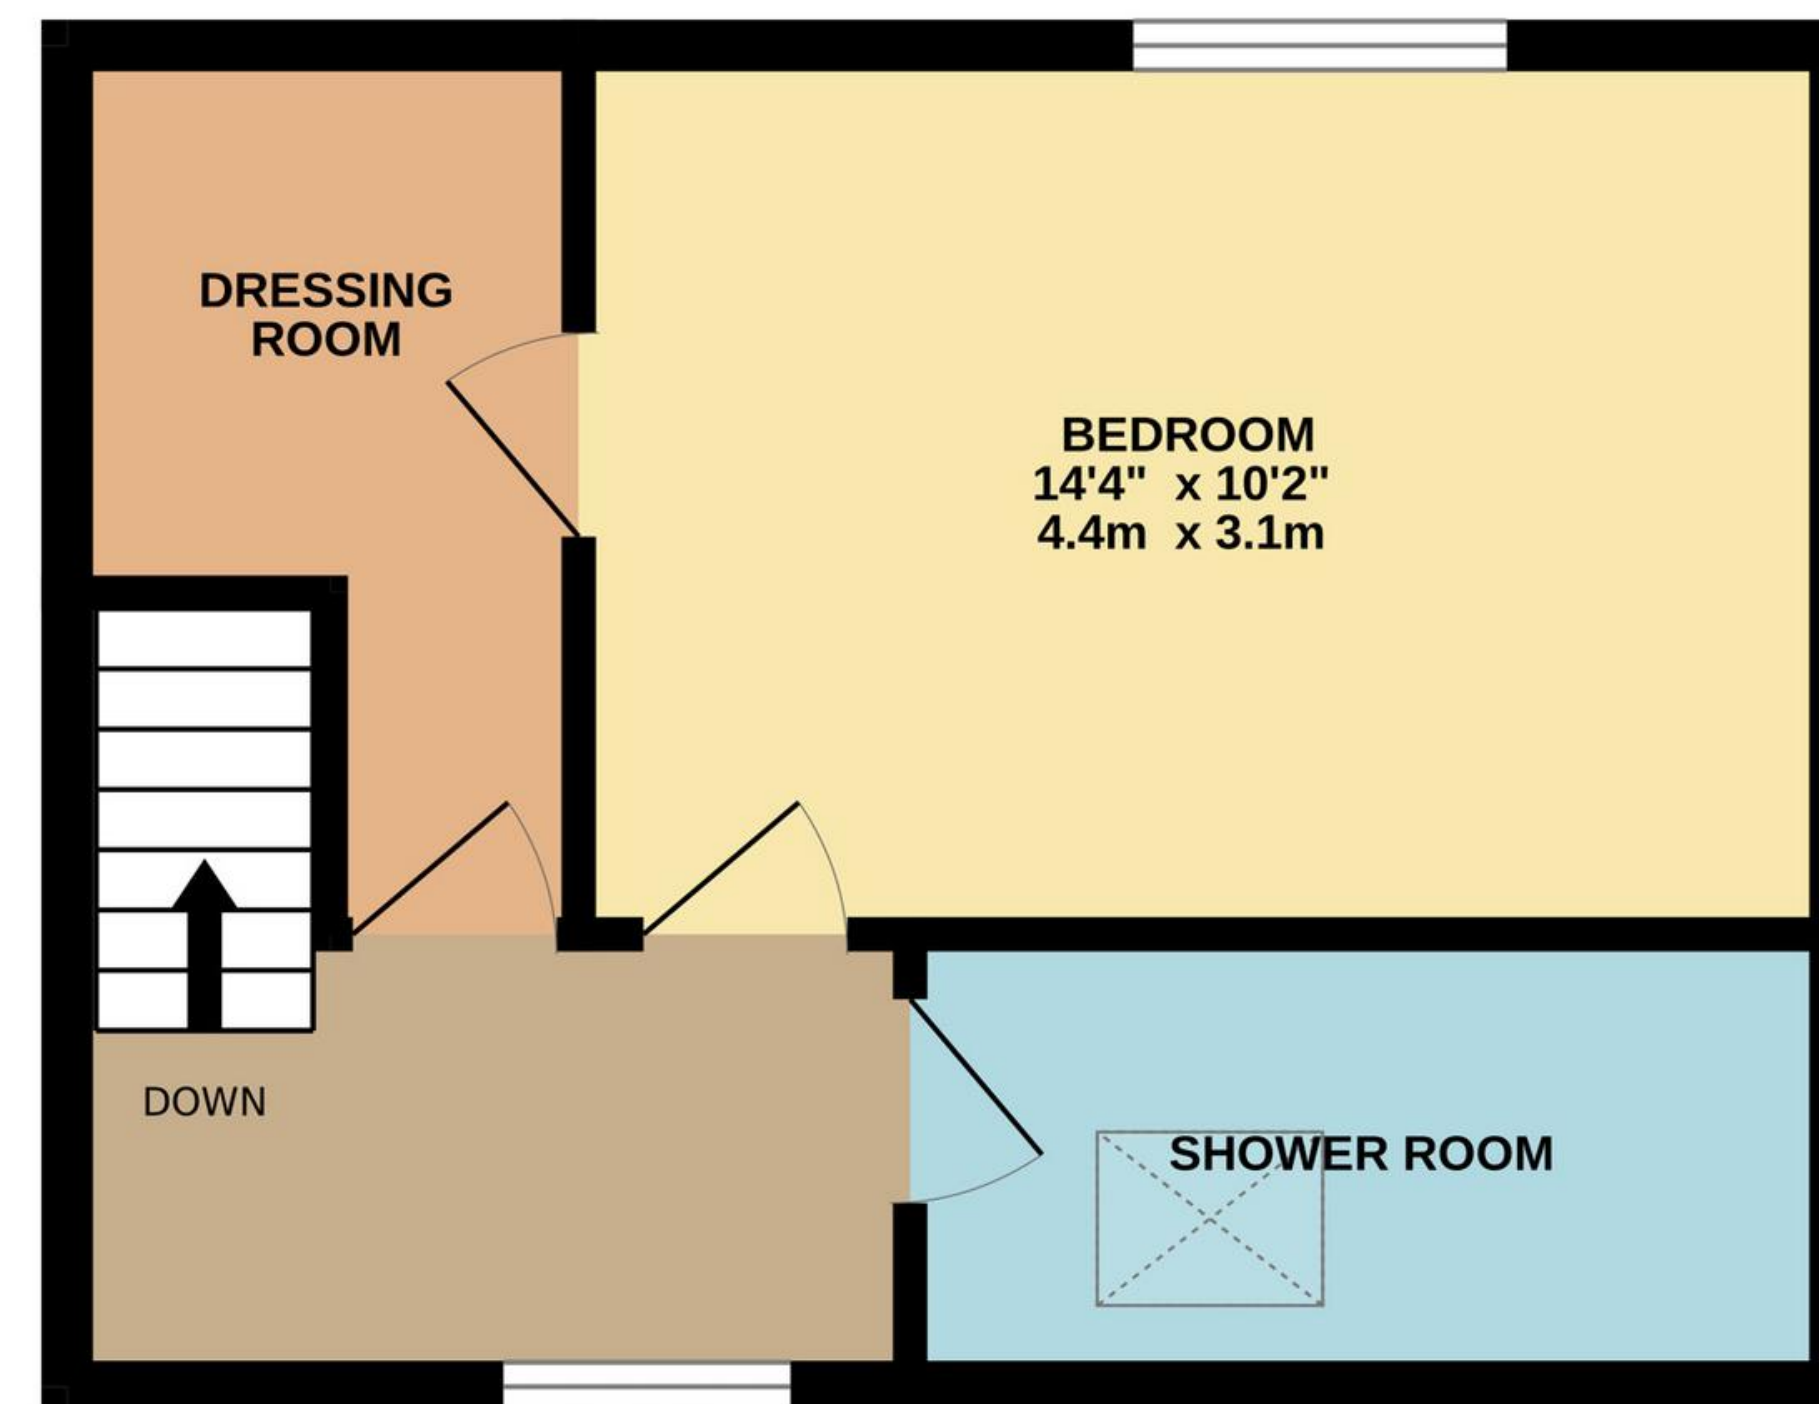 DRESSING
ROOM
BEDROOM
14'4" x 10'2"
4.4m x 3.1m
DOWN
SHOWER ROOM